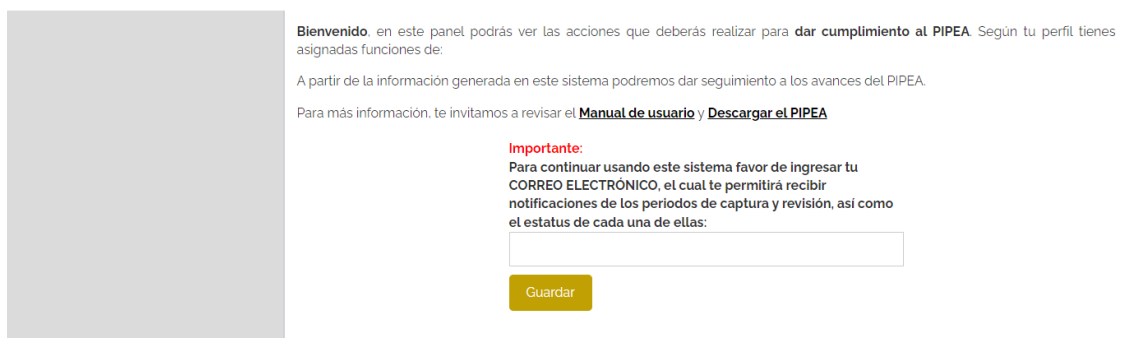 Bienvenido, en este panel podrás ver las acciones que deberás realizar para dar cumplimiento al PIPEA. Según tu perfil tienes
asignadas funciones de:
A partir de la información generada en este sistema podremos dar seguimiento a los avances del PIPEA.
Para más información, te invitamos a revisar el Manual de usuario y Descargar el PIPEA
Importante:
Para continuar usando este sistema favor de ingresar tu
CORREO ELECTRÓNICO, el cual te permitirá recibir
notificaciones de los periodos de captura y revisión, así como
el estatus de cada una de ellas:
Guardar